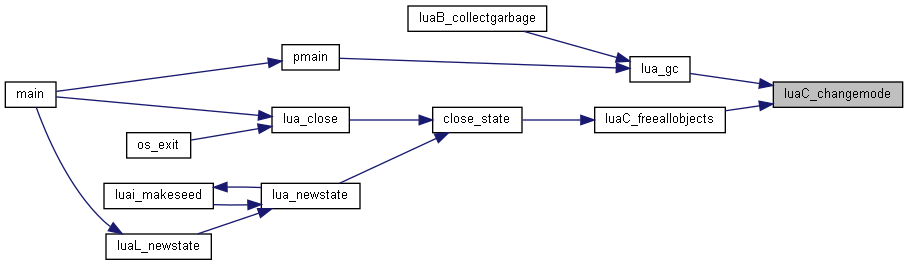 luaB_collectgarbage
pmain
lua_gc
main
luaC_changemode
lua_close
close_state
luaC_freeallobjects
os_exit
luai_makeseed
lua_newstate
luaL_newstate